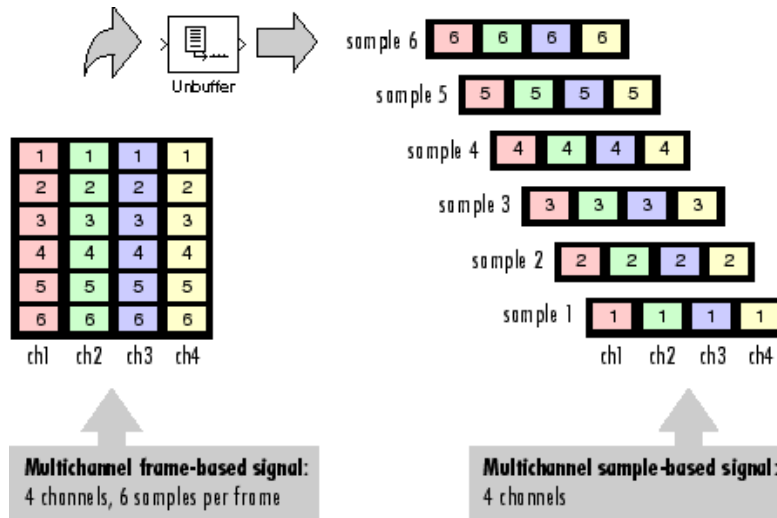 Unbuffer
sample 6 6 6 6 6
sample 5 5 5 5 5
sample 4 4 4 4 4
sample 3 3 3 3 3
sample 2 2 2 2 2
sample 1 1 1 1 1
ch1 ch2 ch3 ch4
1 1 1 1
2 2 2 2
3 3 3 3
4 4 4 4
5 5 5 5
6 6 6 6
ch1 ch2 ch3 ch4
Multichannel frame-based signal:
4 channels, 6 samples per frame
Multichannel sample-based signal:
4 channels